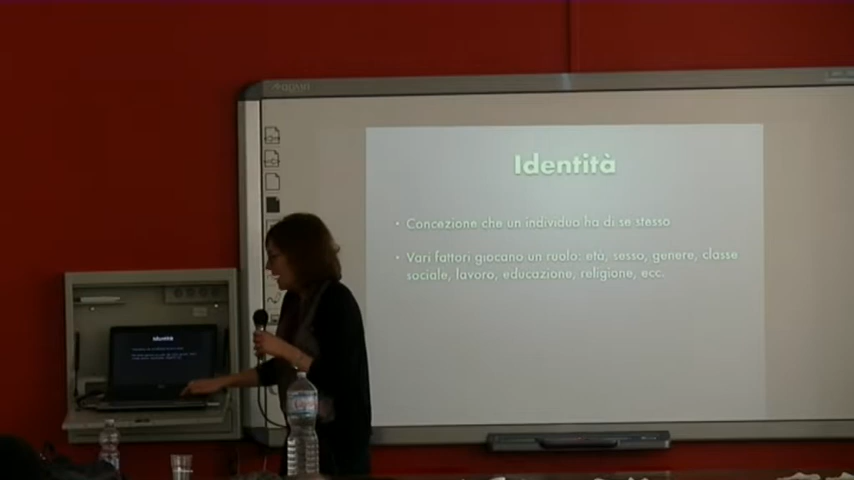 Identità
• Concezione che un individuo ha di se stesso
• Vari fattori giocano un ruolo: età, sesso, genere, classe
sociale, lavoro, educazione, religione, ecc.
Identità